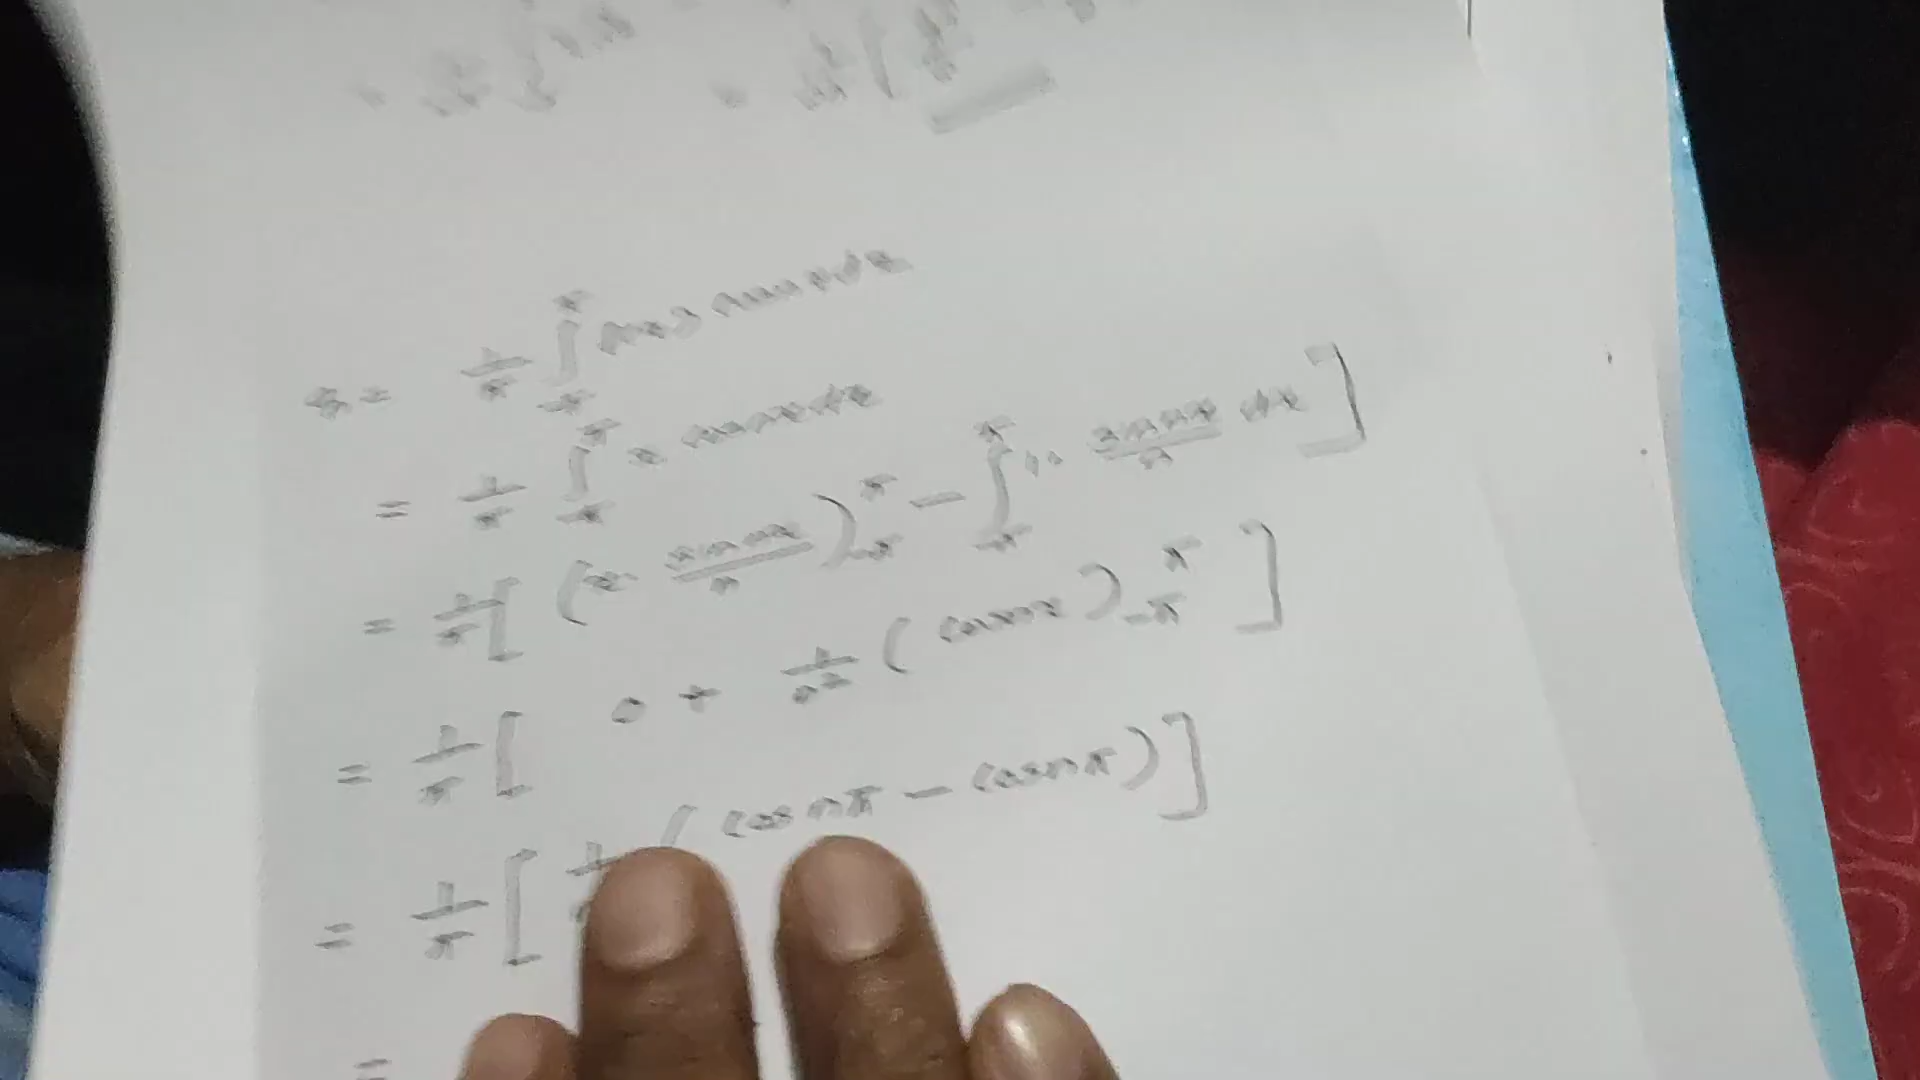 aₙ = 1/π ∫_{-π}^{π} f(x) cos nx dx
= 1/π ∫_{-π}^{π} x cos nx dx
= 1/π [ (x · sin nx / n)_{-π}^{π} − ∫_{-π}^{π} 1· sin nx / n dx ]
= 1/π [ 0 + 1/n² (cos nx)_{-π}^{π} ]
= 1/π [ 1/ ( cos nπ − cos nπ ) ]
=